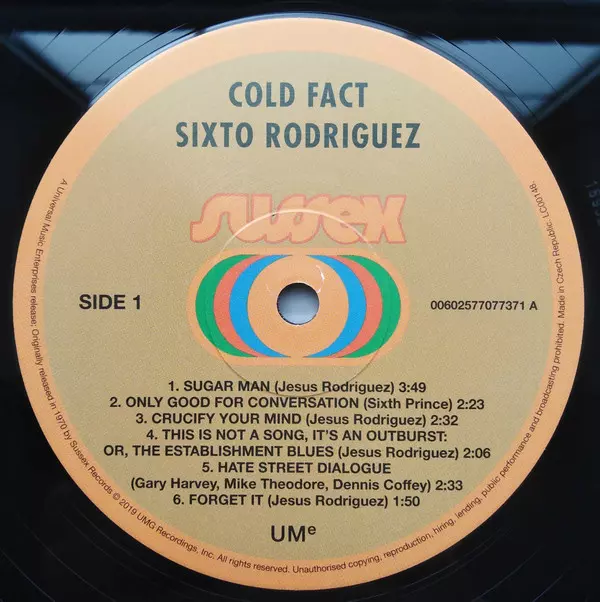 COLD FACT
SIXTO RODRIGUEZ
sussex
SIDE 1
00602577077371 A
1. SUGAR MAN (Jesus Rodriguez) 3:49
2. ONLY GOOD FOR CONVERSATION (Sixth Prince) 2:23
3. CRUCIFY YOUR MIND (Jesus Rodriguez) 2:32
4. THIS IS NOT A SONG, IT'S AN OUTBURST:
OR, THE ESTABLISHMENT BLUES (Jesus Rodriguez) 2:06
5. HATE STREET DIALOGUE
(Gary Harvey, Mike Theodore, Dennis Coffey) 2:33
6. FORGET IT (Jesus Rodriguez) 1:50
UMe
A Universal Music Enterprises release; Originally released in 1970 by Sussex Records © 2019 UMG Recordings, Inc. All rights reserved. Unauthorised copying, reproduction, hiring, lending, public performance and broadcasting prohibited. Made in Czech Republic. LC00148.